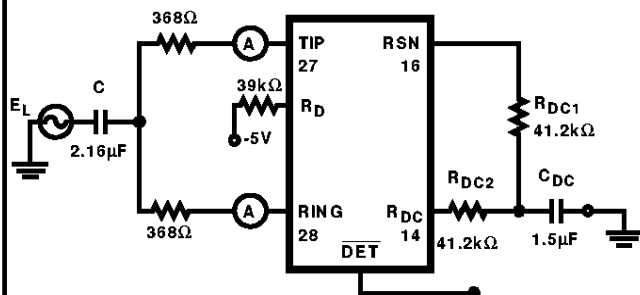 368Ω
A
TIP
27
RSN
16
39kΩ
R_D
-5V
C
E_L
2.16µF
R_DC1
41.2kΩ
368Ω
A
RING
28
R_DC
14
R_DC2
41.2kΩ
C_DC
1.5µF
DET